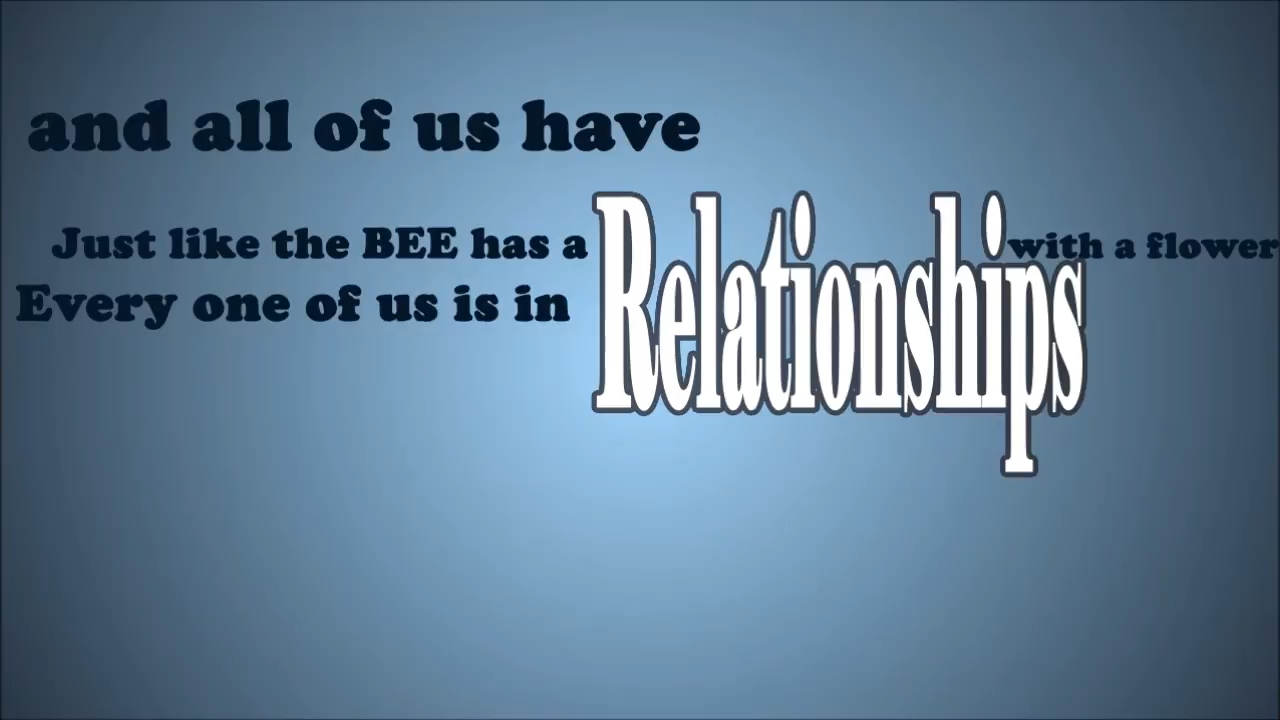 and all of us have
Just like the BEE has a Relationships with a flower
Every one of us is in